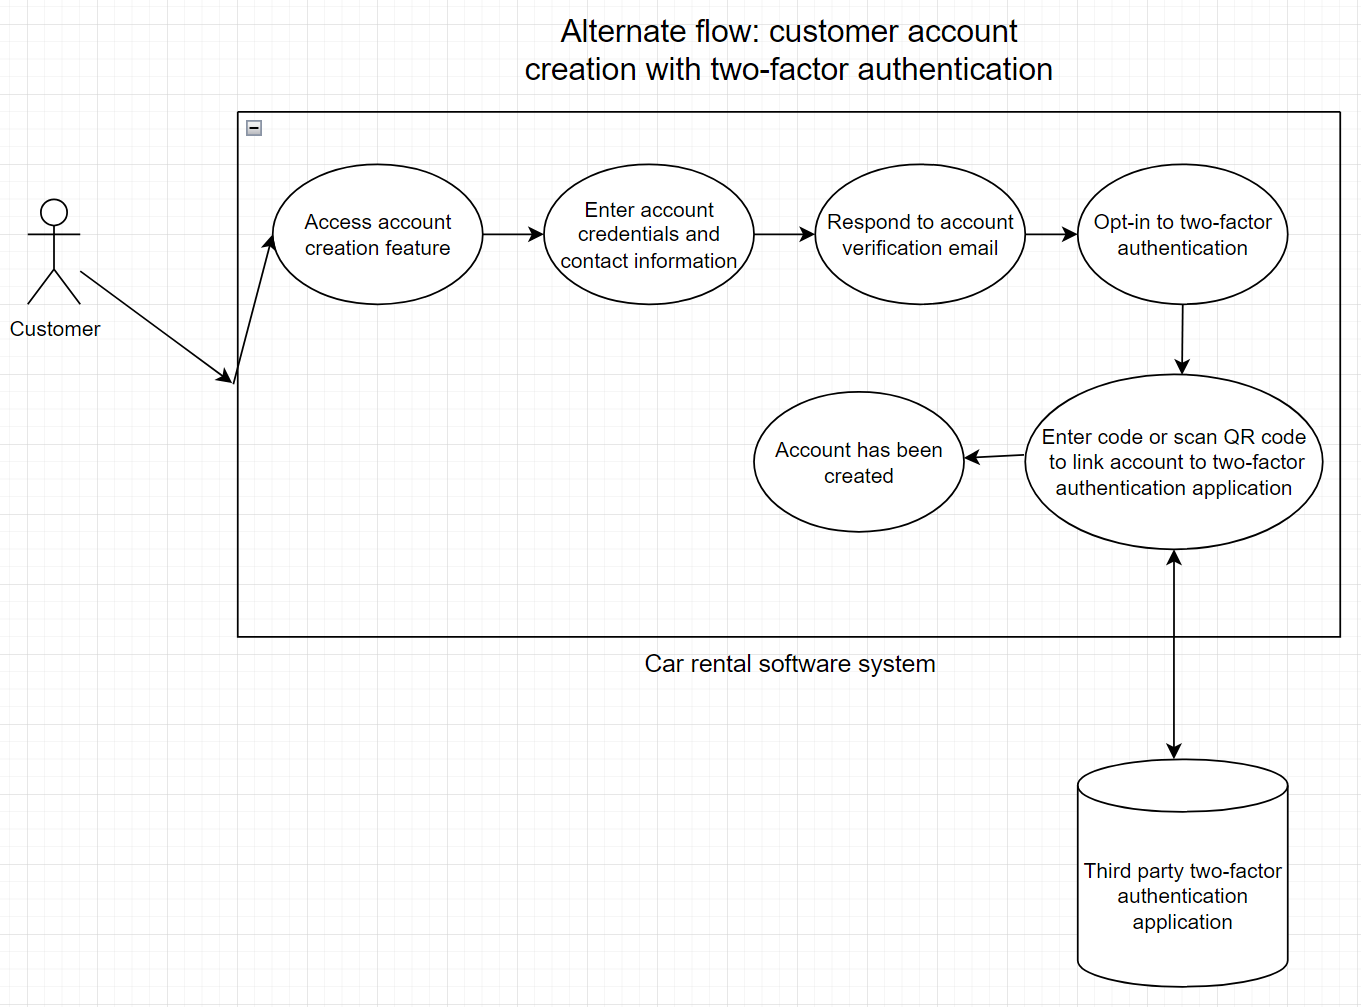 Alternate flow: customer account
creation with two-factor authentication
Access account
creation feature
Enter account
credentials and
contact information
Respond to account
verification email
Opt-in to two-factor
authentication
Customer
Enter code or scan QR code
to link account to two-factor
authentication application
Account has been
created
Car rental software system
Third party two-factor
authentication
application